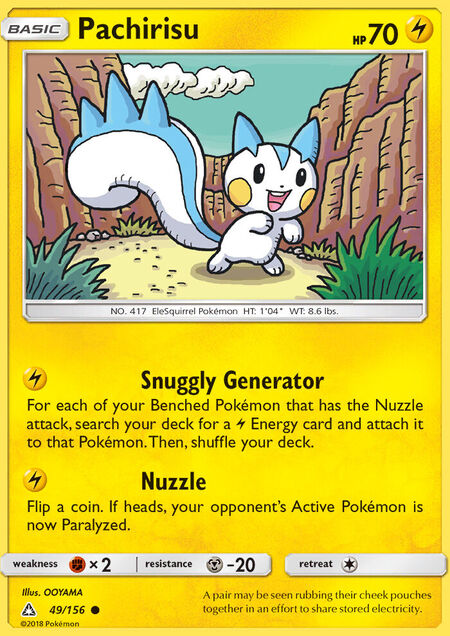 BASIC Pachirisu HP 70
NO. 417 EleSquirrel Pokémon HT: 1'04" WT: 8.6 lbs.
Snuggly Generator
For each of your Benched Pokémon that has the Nuzzle
attack, search your deck for a Energy card and attach it
to that Pokémon. Then, shuffle your deck.
Nuzzle
Flip a coin. If heads, your opponent's Active Pokémon is
now Paralyzed.
weakness ×2 resistance -20 retreat
Illus. OOYAMA
49/156
©2018 Pokémon
A pair may be seen rubbing their cheek pouches
together in an effort to share stored electricity.